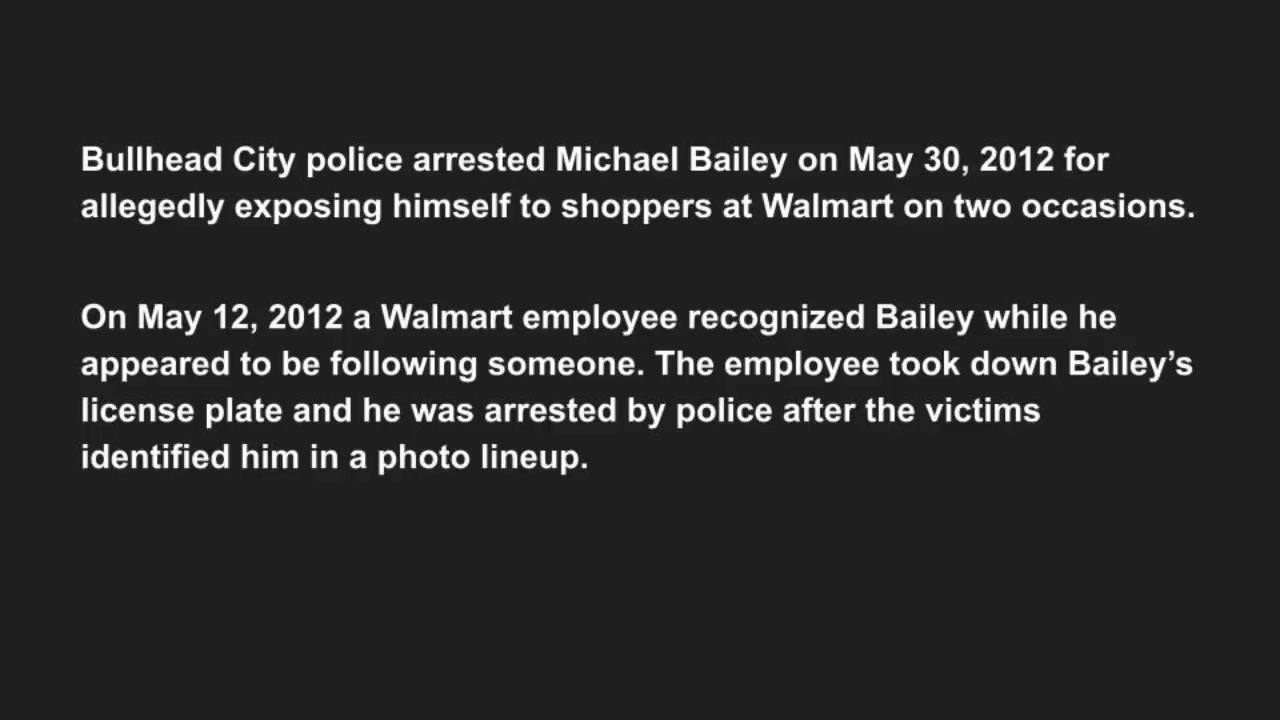 Bullhead City police arrested Michael Bailey on May 30, 2012 for
allegedly exposing himself to shoppers at Walmart on two occasions.
On May 12, 2012 a Walmart employee recognized Bailey while he
appeared to be following someone. The employee took down Bailey’s
license plate and he was arrested by police after the victims
identified him in a photo lineup.